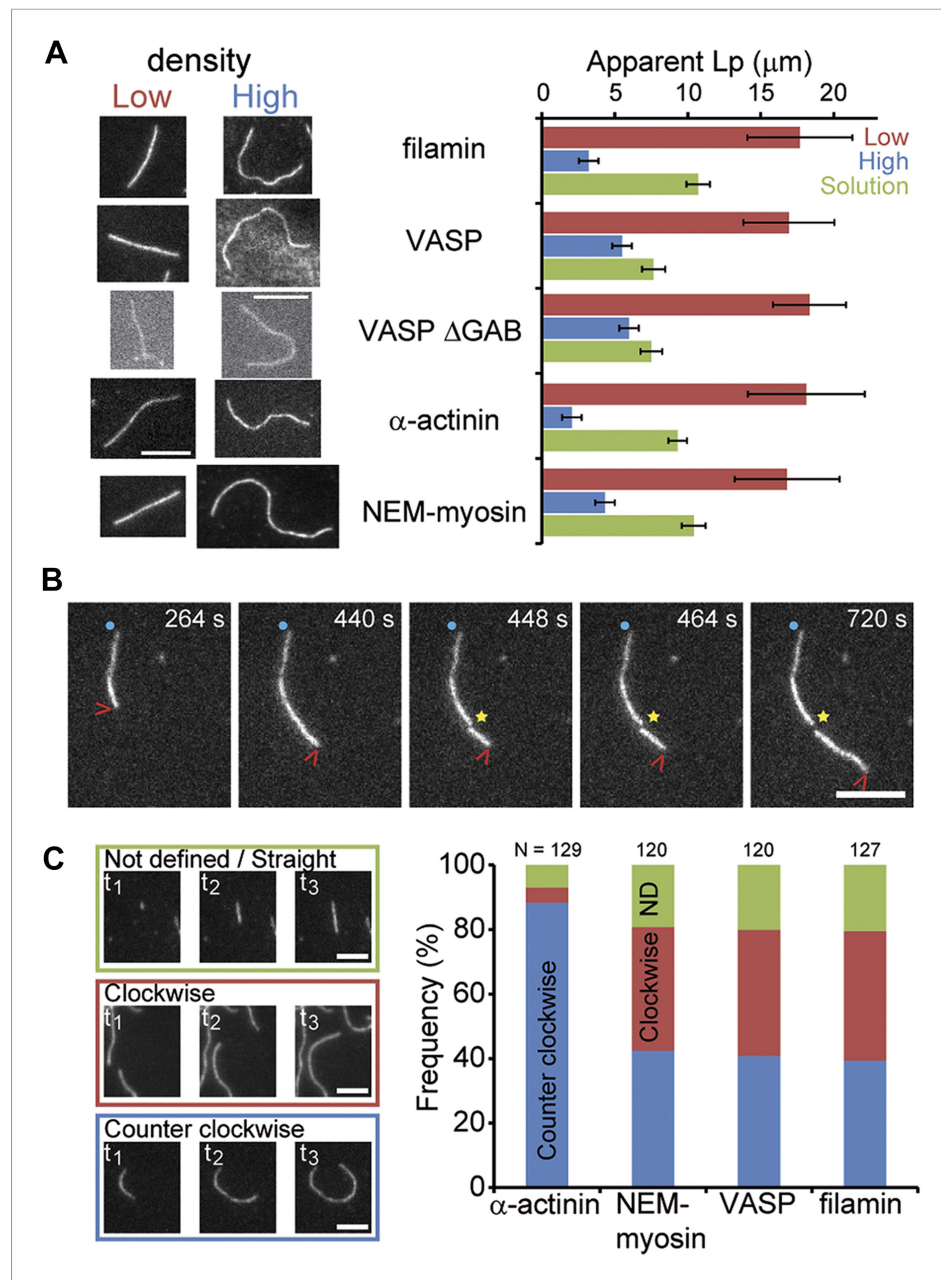 A
density
Low High
Apparent Lp (μm)
0 5 10 15 20
Low
High
Solution
filamin
VASP
VASP ΔGAB
α-actinin
NEM-myosin
B
264 s 440 s 448 s 464 s 720 s
C
Not defined / Straight
t1 t2 t3
Clockwise
t1 t2 t3
Counter clockwise
t1 t2 t3
N = 129 120 120 127
Frequency (%)
100
80
60
40
20
0
Counter clockwise
Clockwise
ND
α-actinin NEM- VASP filamin
myosin